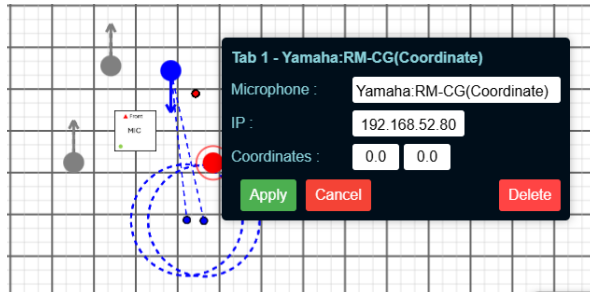 Tab 1 - Yamaha:RM-CG(Coordinate)
Microphone : Yamaha:RM-CG(Coordinate)
IP : 192.168.52.80
Coordinates : 0.0 0.0
Apply Cancel Delete
Front
MIC